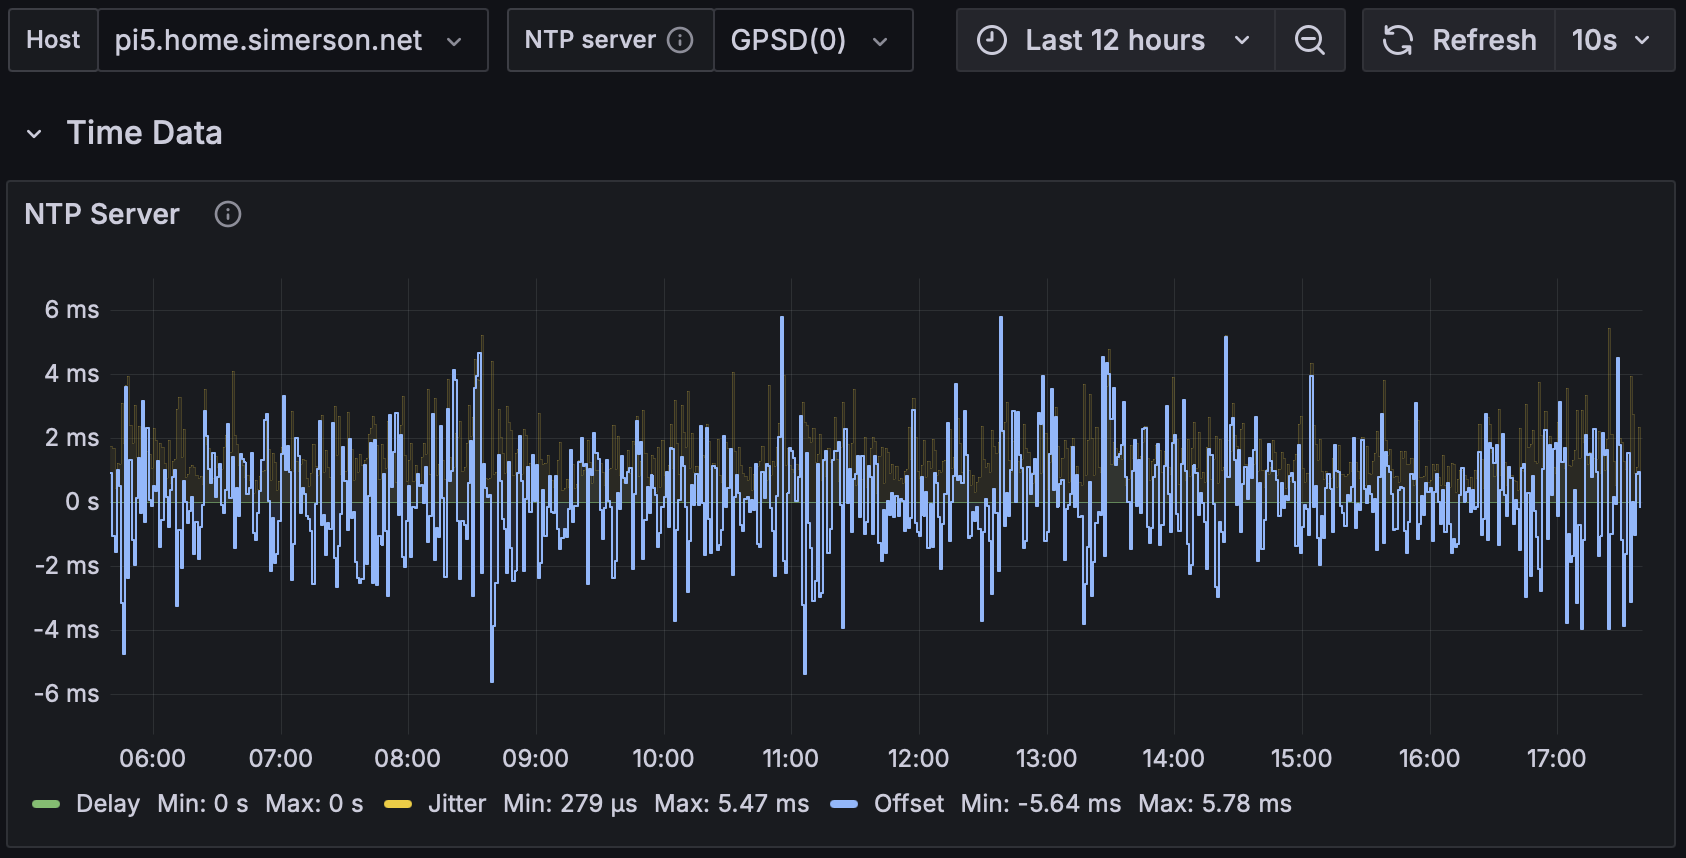 Host pi5.home.simerson.net NTP server GPSD(0) Last 12 hours Refresh 10s
Time Data
NTP Server
6 ms
4 ms
2 ms
0 s
-2 ms
-4 ms
-6 ms
06:00 07:00 08:00 09:00 10:00 11:00 12:00 13:00 14:00 15:00 16:00 17:00
Delay Min: 0 s Max: 0 s Jitter Min: 279 µs Max: 5.47 ms Offset Min: -5.64 ms Max: 5.78 ms